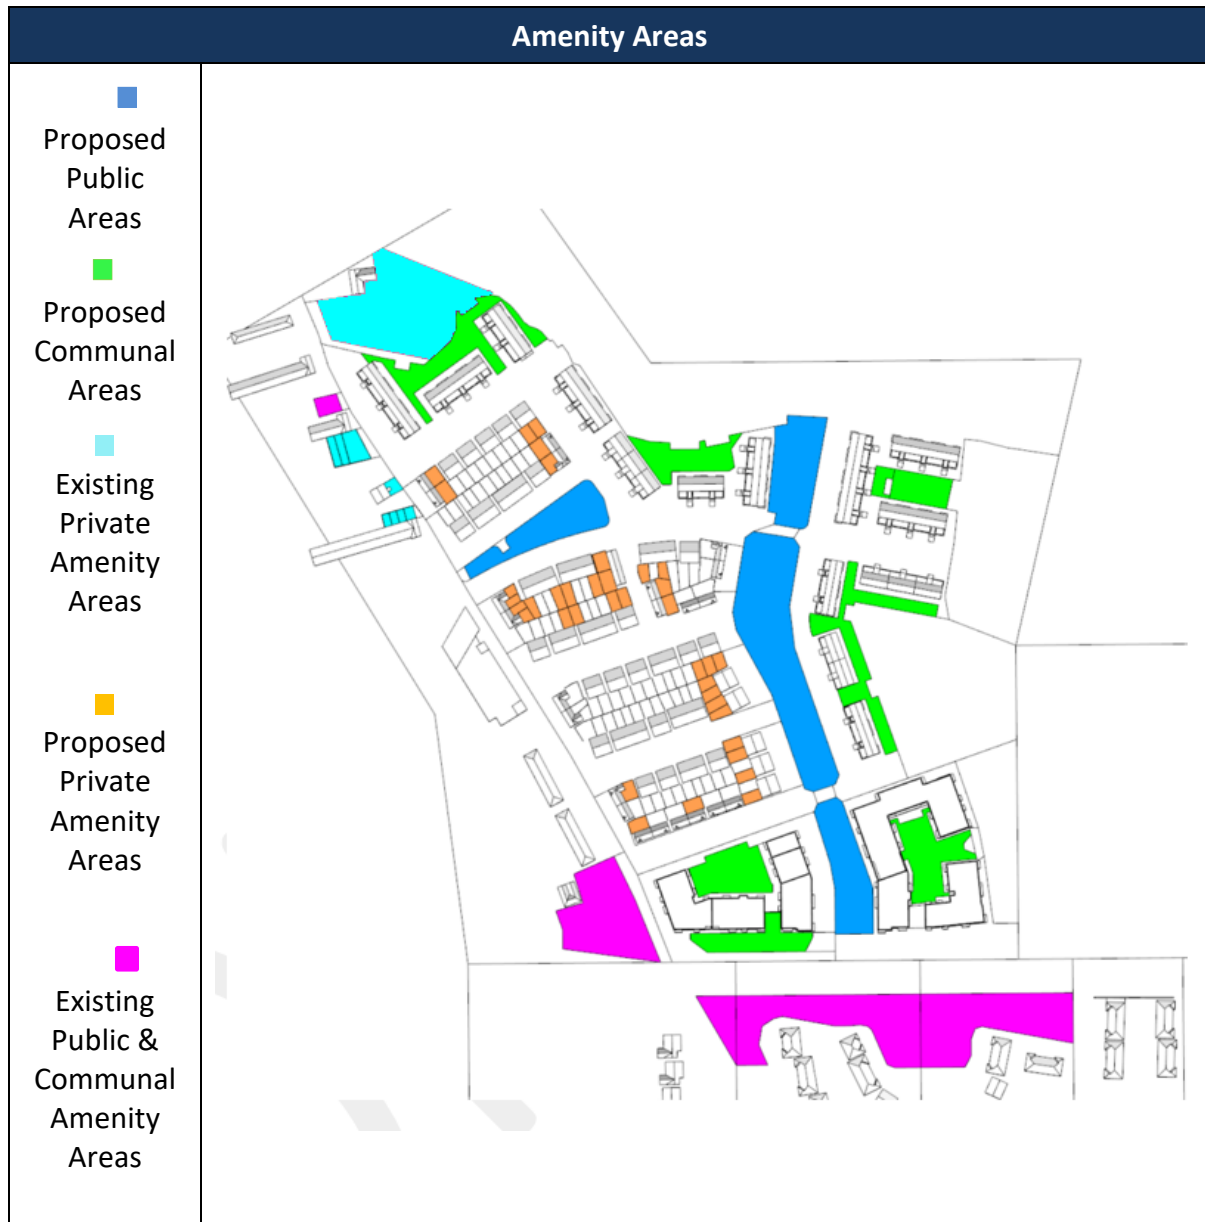 Amenity Areas
Proposed
Public
Areas
Proposed
Communal
Areas
Existing
Private
Amenity
Areas
Proposed
Private
Amenity
Areas
Existing
Public &
Communal
Amenity
Areas